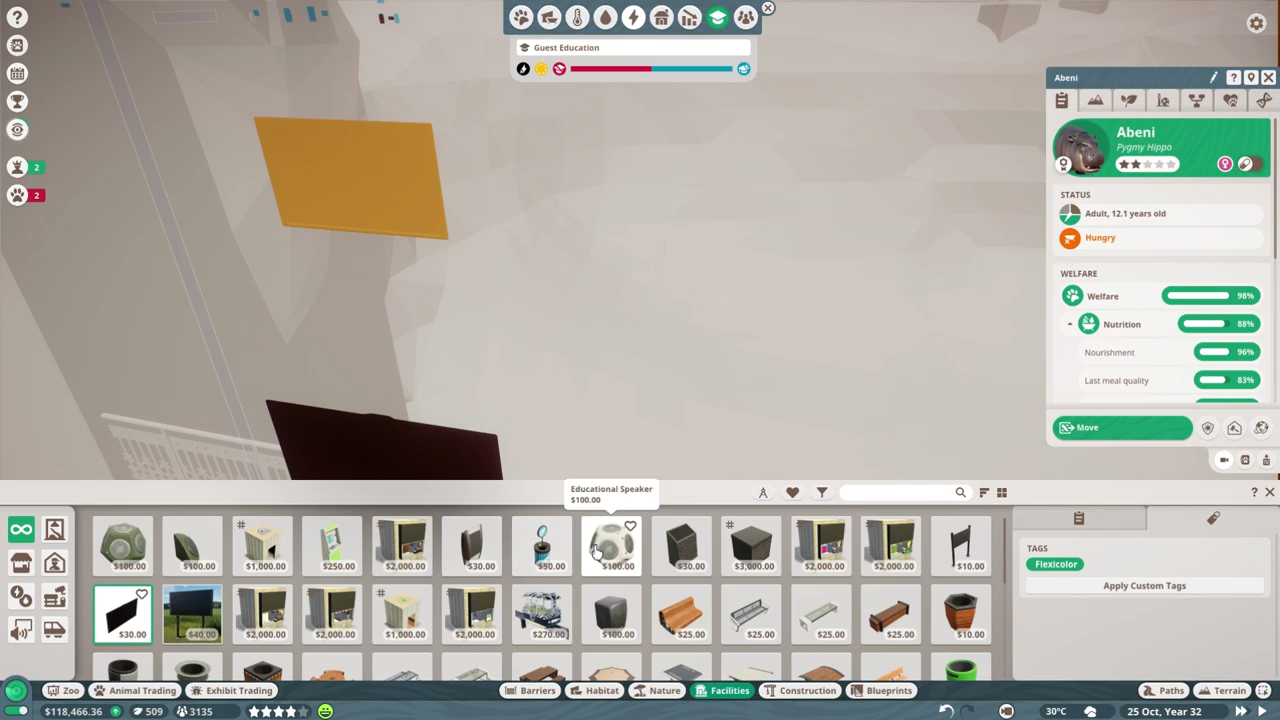 ?
Guest Education
2
2
Abeni
?
Abeni
Pygmy Hippo
STATUS
Adult, 12.1 years old
Hungry
WELFARE
Welfare 98%
Nutrition 88%
Nourishment 96%
Last meal quality 83%
Move
Educational Speaker
$100.00
?
$100.00 $100.00 # $1,000.00 $250.00 # $2,000.00 $30.00 $50.00 $100.00 $30.00 # $3,000.00 # $2,000.00 # $2,000.00 $10.00
$30.00 $40.00 $2,000.00 $2,000.00 # $1,000.00 $2,000.00 $270.00 $100.00 $25.00 $25.00 $25.00 $25.00 $10.00
TAGS
Flexicolor
Apply Custom Tags
Zoo Animal Trading Exhibit Trading Barriers Habitat Nature Facilities Construction Blueprints Paths Terrain
$118,466.36 509 3135 30°C 25 Oct, Year 32